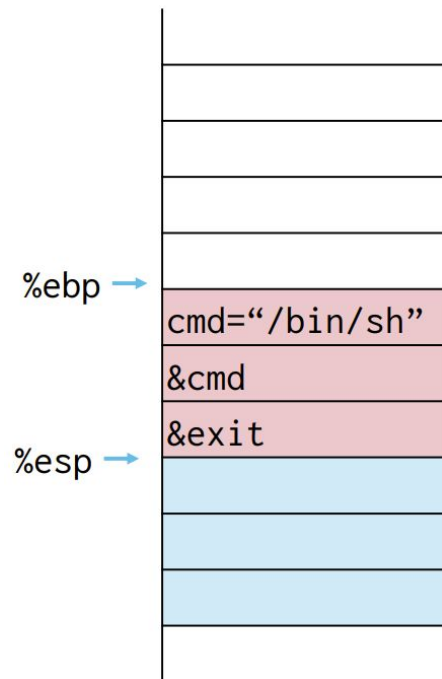 %ebp
cmd=“/bin/sh”
&cmd
&exit
%esp